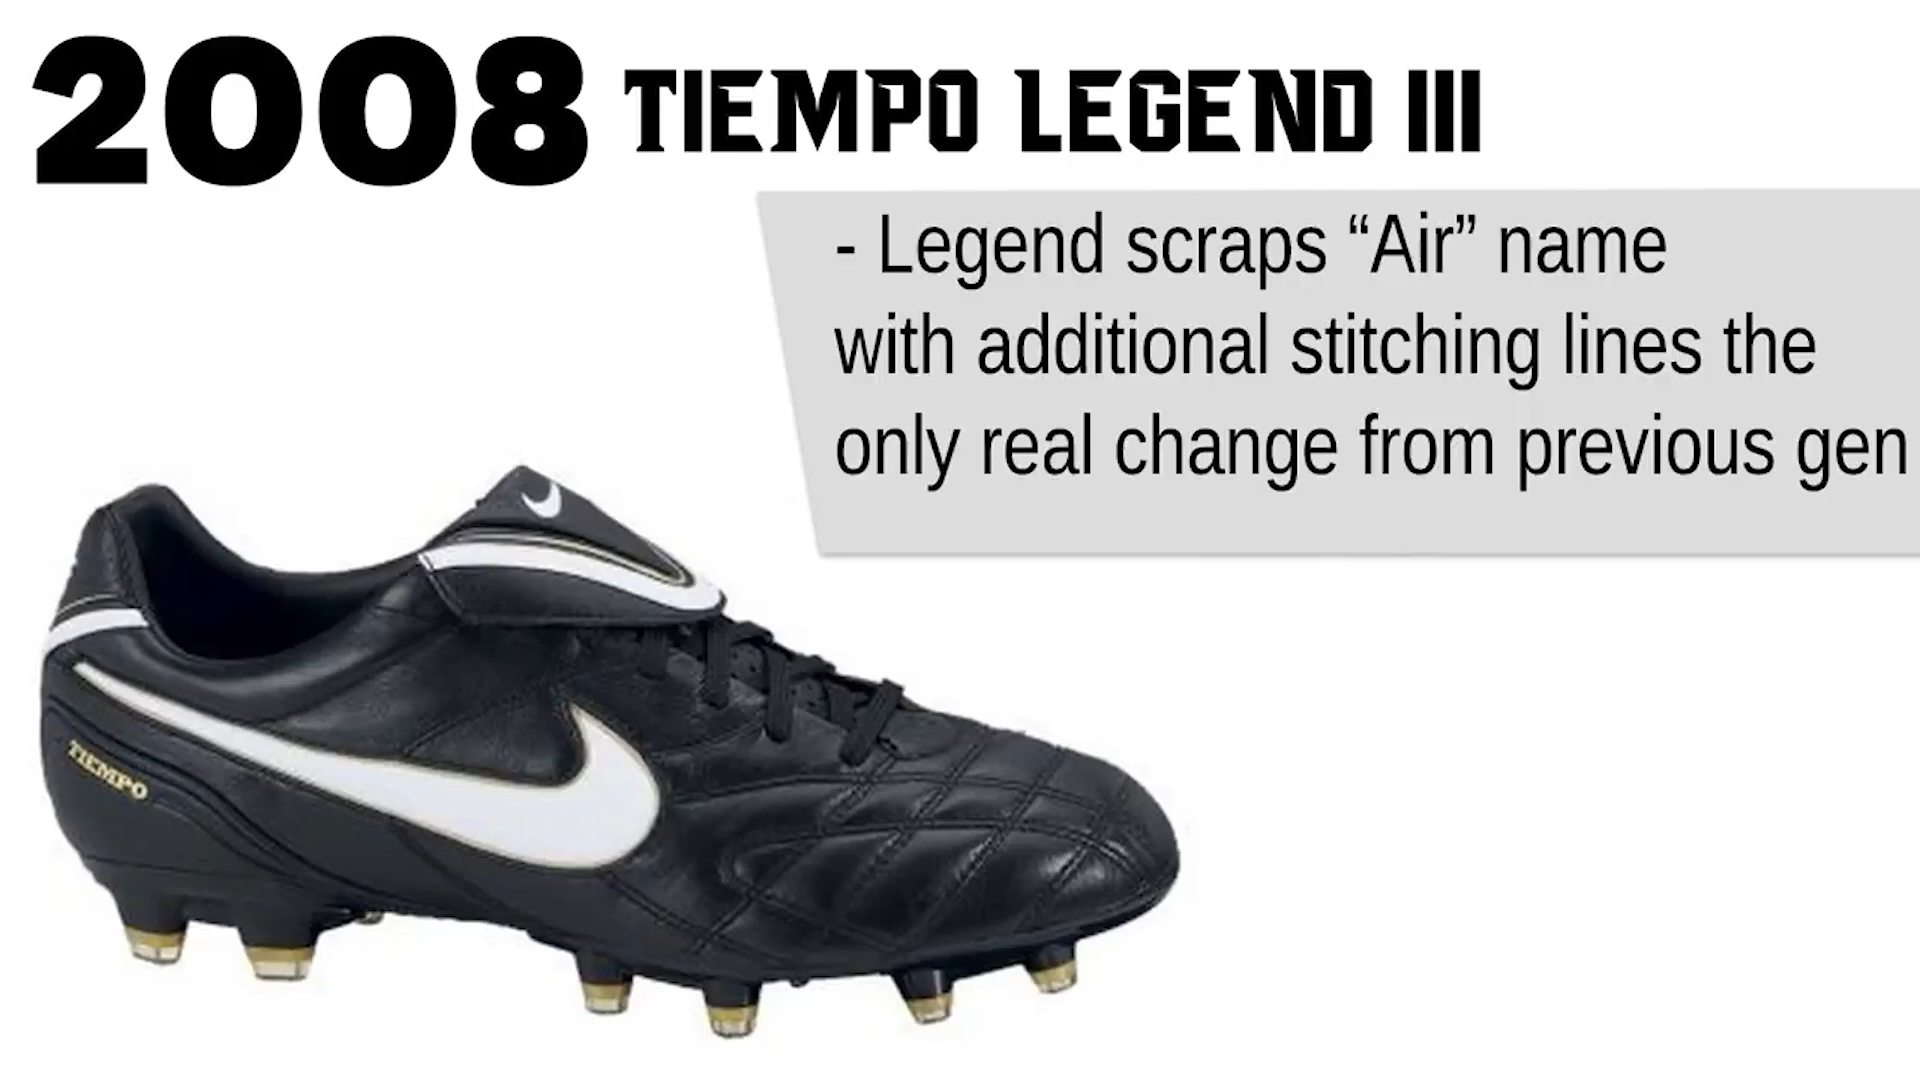 2008 TIEMPO LEGEND III
- Legend scraps “Air” name
with additional stitching lines the
only real change from previous gen
TIEMPO